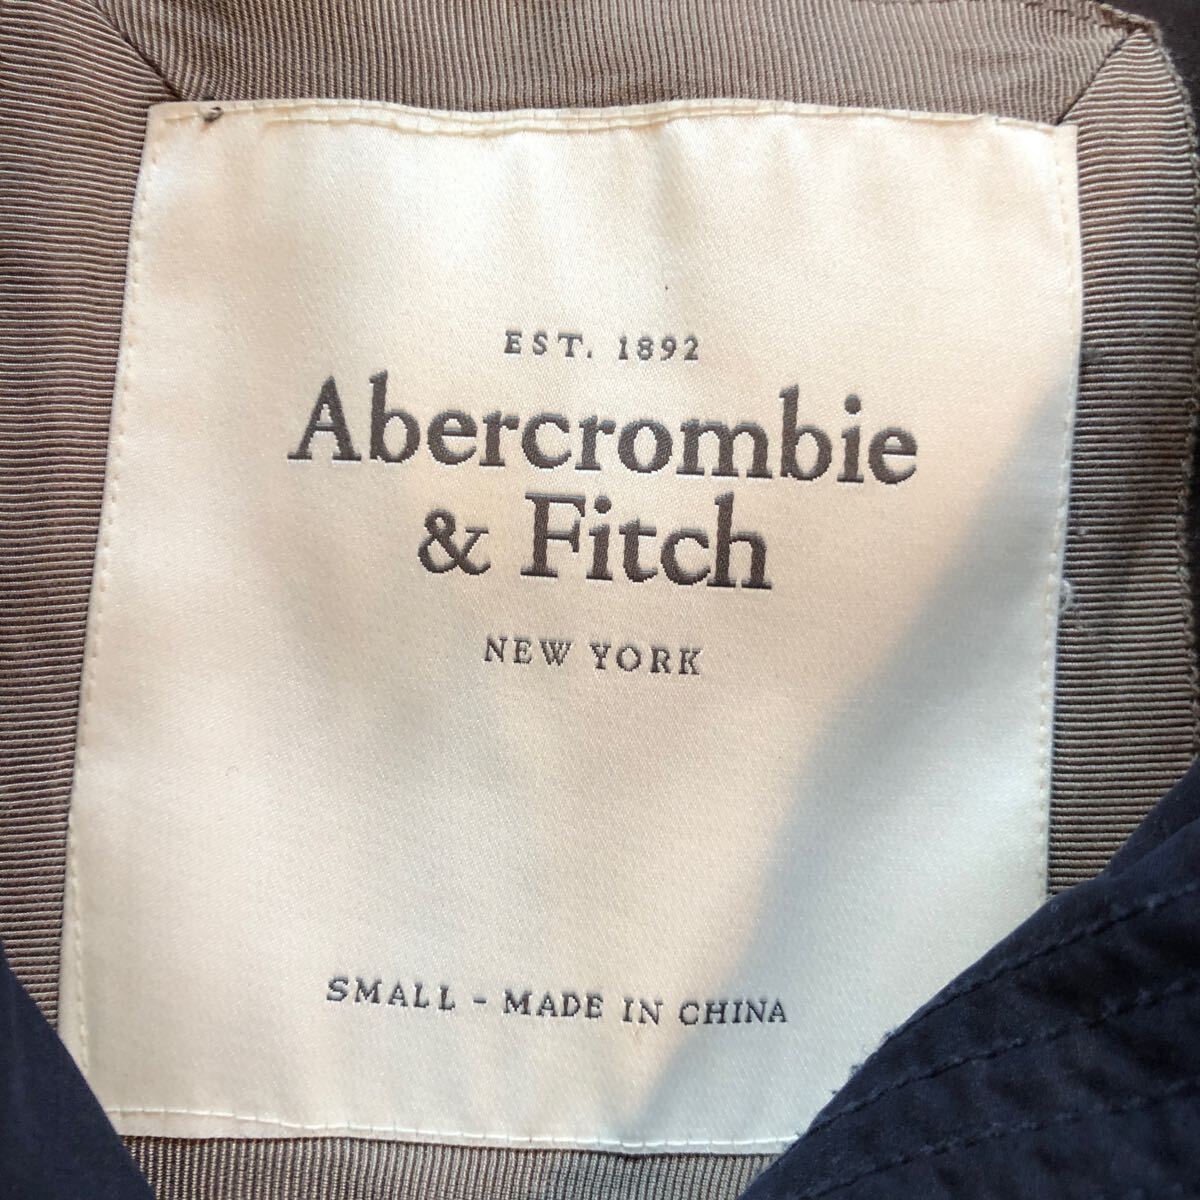 EST. 1892
Abercrombie
& Fitch
NEW YORK
SMALL - MADE IN CHINA